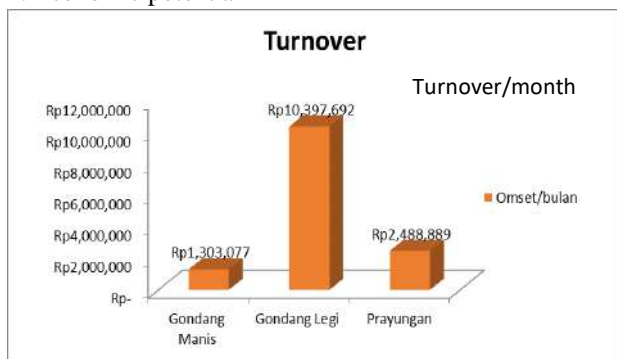 Turnover
Turnover/month
Rp12,000,000
Rp10,000,000
Rp8,000,000
Rp6,000,000
Rp4,000,000
Rp2,000,000
Rp-
Rp1,303,077
Rp10,397,692
Rp2,488,889
Omset/bulan
Gondang Manis
Gondang Legi
Prayungan